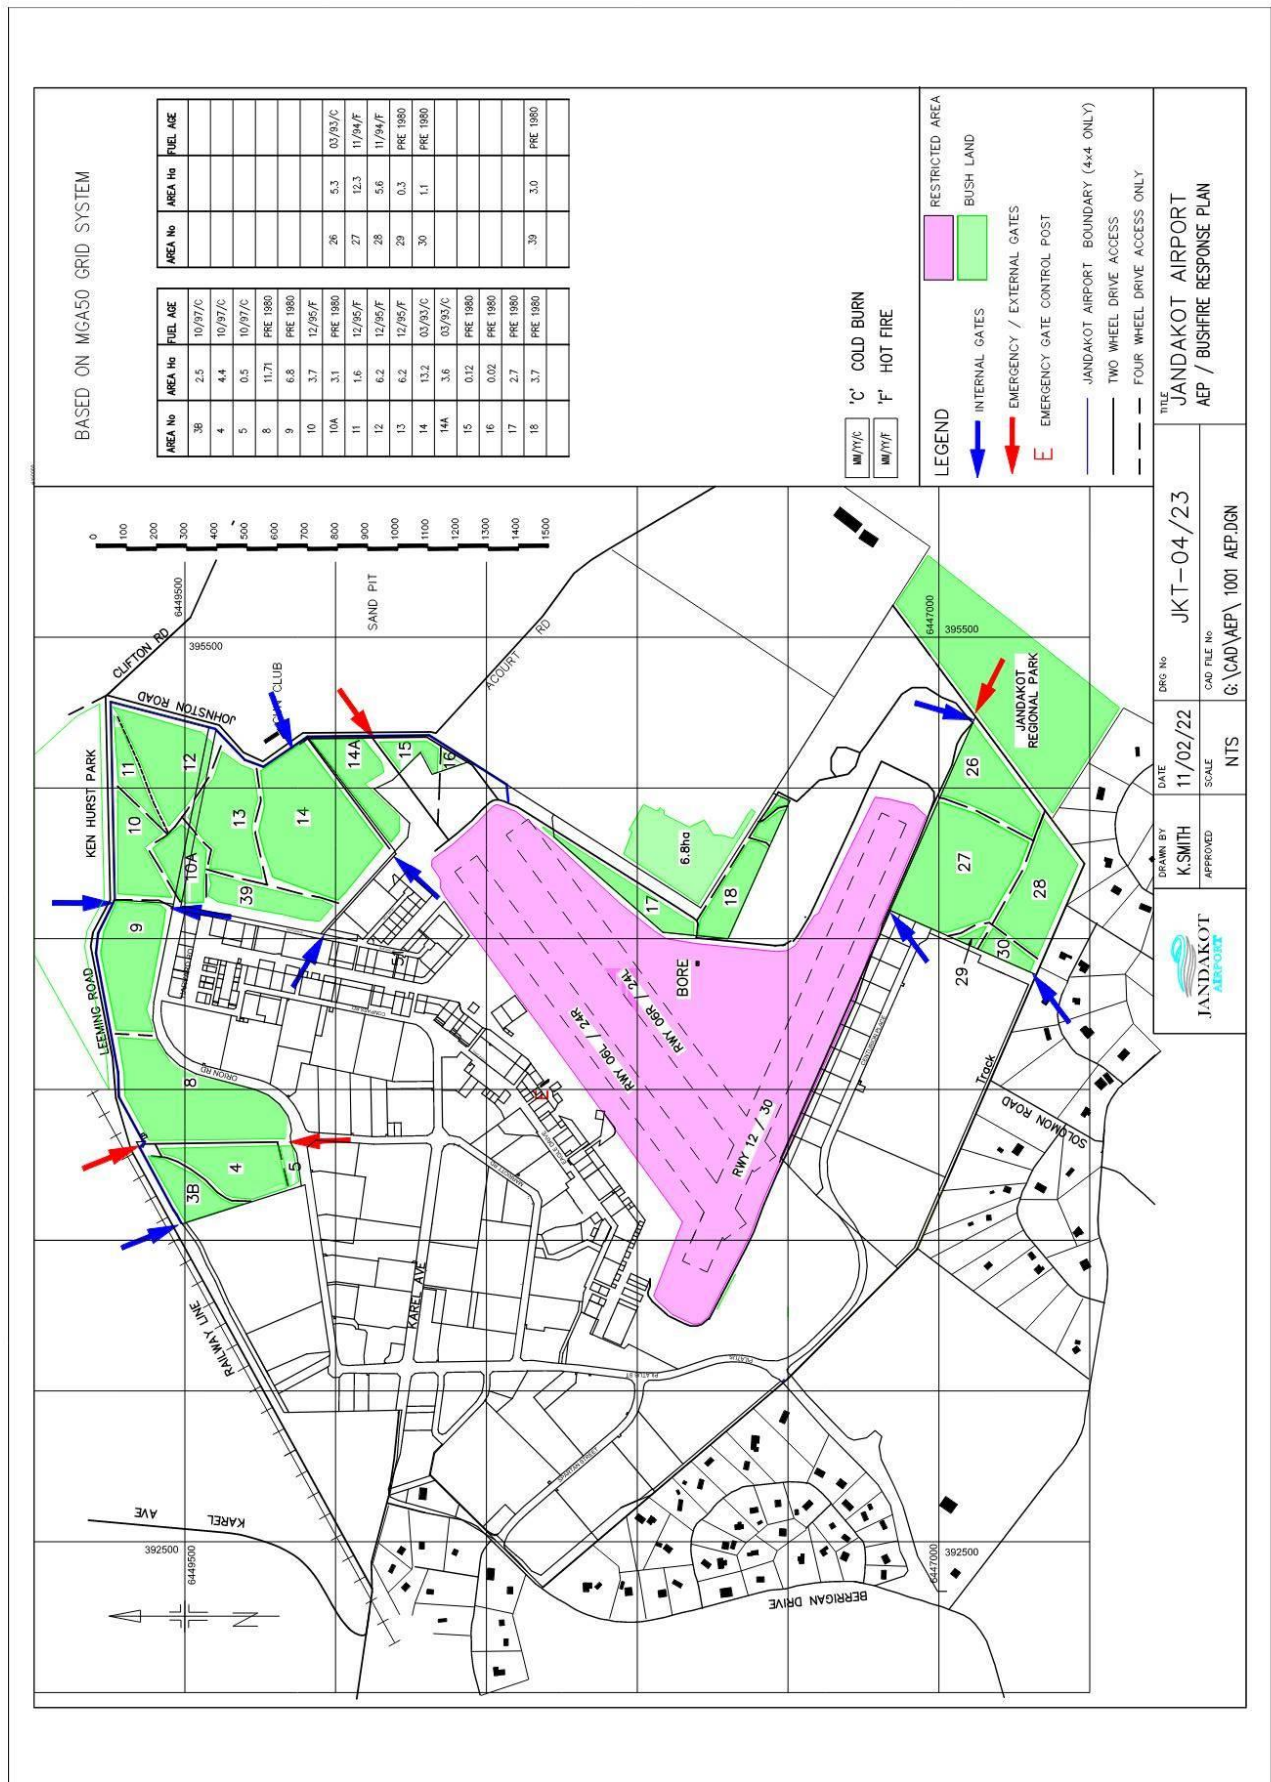 BASED ON MGA50 GRID SYSTEM
AREA No AREA Ha FUEL AGE
3B 2.5 10/97/C
4 4.4 10/97/C
5 0.5 10/97/C
8 11.71 PRE 1980
9 6.8 PRE 1980
10 3.7 12/95/F
10A 3.1 PRE 1980
11 1.6 12/95/F
12 6.2 12/95/F
13 6.2 12/95/F
14 13.2 03/93/C
14A 3.6 03/93/C
15 0.12 PRE 1980
16 0.02 PRE 1980
17 2.7 PRE 1980
18 3.7 PRE 1980
AREA No AREA Ha FUEL AGE
26 5.3 03/93/C
27 12.3 11/94/F
28 5.6 11/94/F
29 0.3 PRE 1980
30 1.1 PRE 1980
39 3.0 PRE 1980
MM/YY/C 'C' COLD BURN
MM/YY/F 'F' HOT FIRE
LEGEND
RESTRICTED AREA
BUSH LAND
INTERNAL GATES
EMERGENCY / EXTERNAL GATES
E EMERGENCY GATE CONTROL POST
JANDAKOT AIRPORT BOUNDARY (4x4 ONLY)
TWO WHEEL DRIVE ACCESS
FOUR WHEEL DRIVE ACCESS ONLY
TITLE
JANDAKOT AIRPORT
AEP / BUSHFIRE RESPONSE PLAN
DRG No
JKT-04/23
CAD FILE No
G:\CAD\AEP\ 1001 AEP.DGN
DATE
11/02/22
SCALE
NTS
DRAWN BY
K.SMITH
APPROVED
JANDAKOT
AIRPORT
0
100
200
300
400
500
600
700
800
900
1000
1100
1200
1300
1400
1500
N
392500
6449500
395500
6449500
6447000
392500
6447000
395500
KAREL
AVE
RAILWAY LINE
LEEMING ROAD
KEN HURST PARK
CLIFTON RD
JOHNSTON ROAD
GUN CLUB
SAND PIT
ACOURT RD
3B
4
5
8
9
10
10A
11
12
13
14
14A
15
16
39
51
17
18
6.8ha
26
27
28
29
30
ORION RD
KAREL AVE
EAGLE DRIVE
PILATUS ST
PILATUS
E
BORE
RWY 06L / 24R
RWY 06R / 24L
RWY 12 / 30
JANDAKOT
REGIONAL PARK
Track
SOLOMON ROAD
BERRIGAN DRIVE